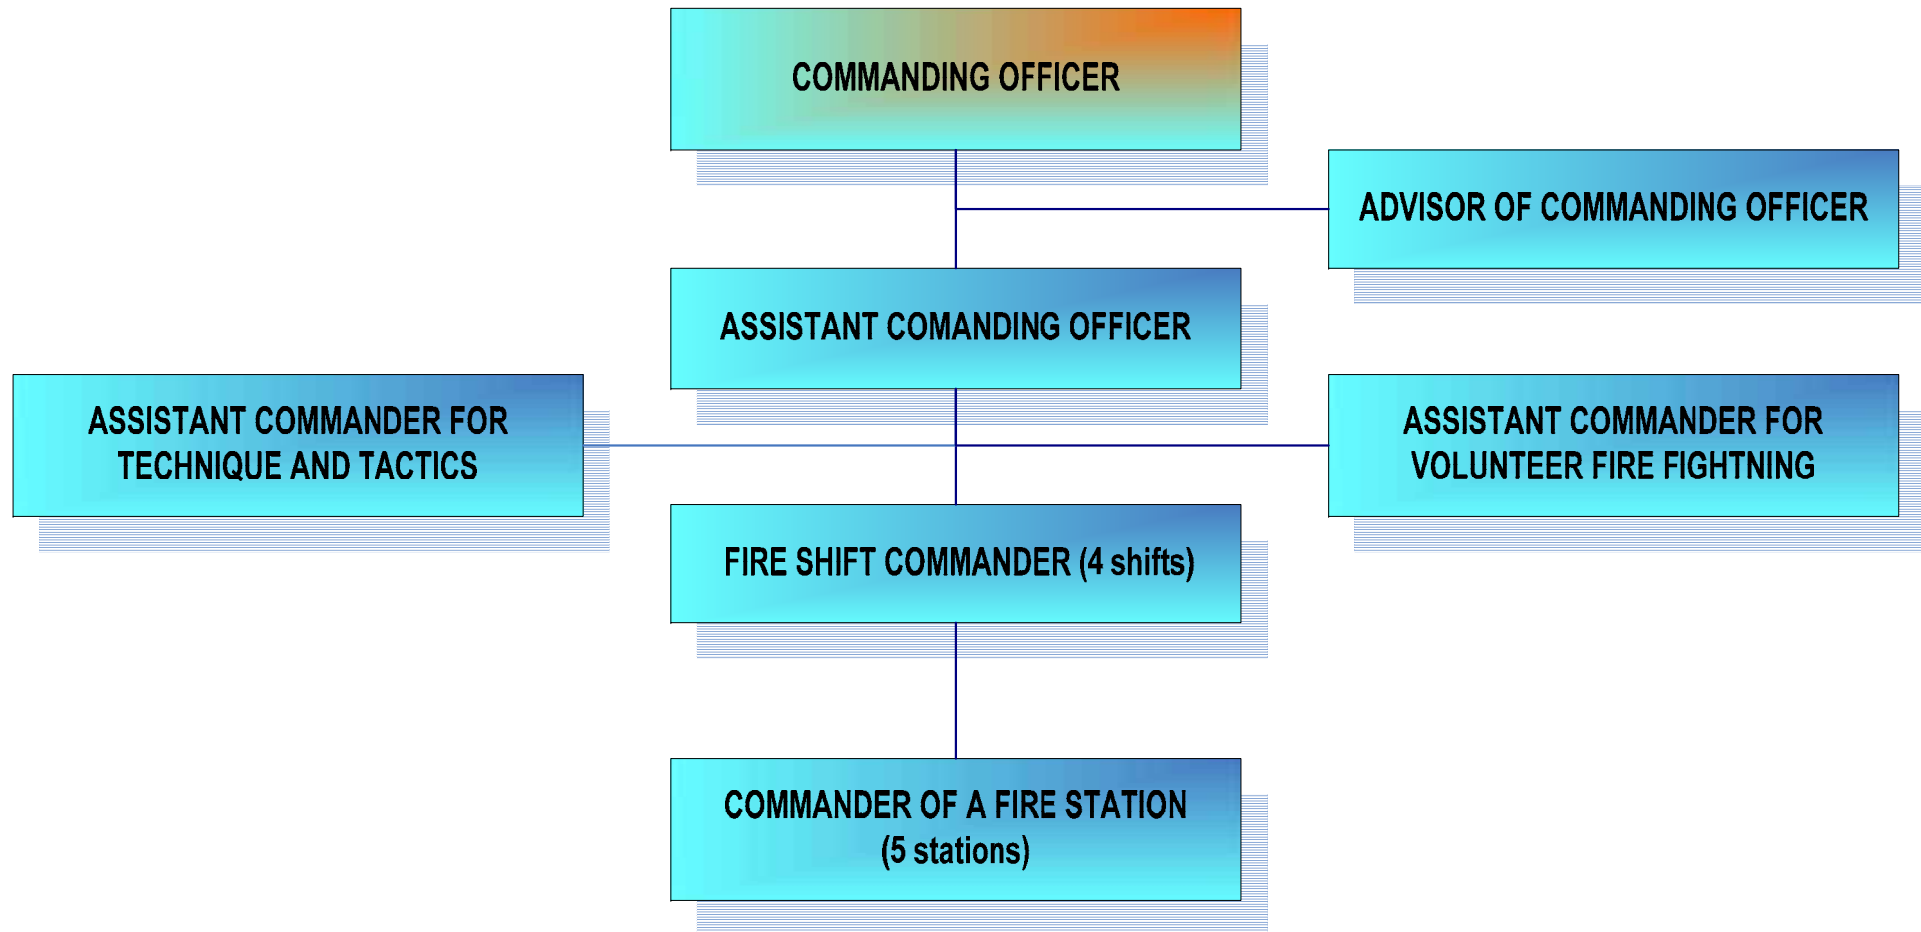 COMMANDING OFFICER
ADVISOR OF COMMANDING OFFICER
ASSISTANT COMANDING OFFICER
ASSISTANT COMMANDER FOR
TECHNIQUE AND TACTICS
ASSISTANT COMMANDER FOR
VOLUNTEER FIRE FIGHTNING
FIRE SHIFT COMMANDER (4 shifts)
COMMANDER OF A FIRE STATION
(5 stations)